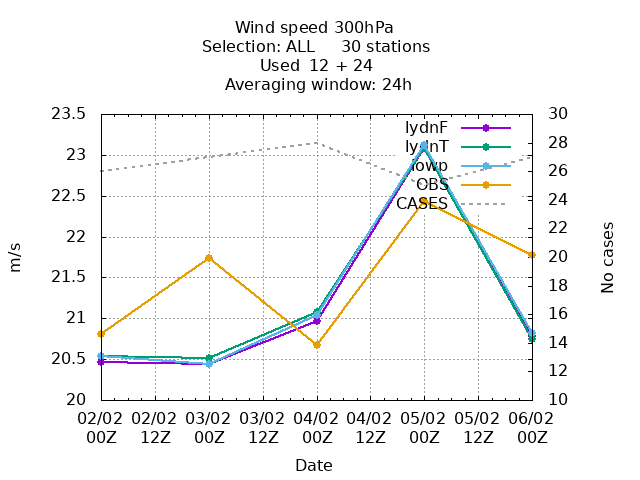 Wind speed 300hPa
Selection: ALL 30 stations
Used 12 + 24
Averaging window: 24h
23.5
23
22.5
22
21.5
21
20.5
20
m/s
30
28
26
24
22
20
18
16
14
12
10
No cases
lydnF
lydnT
nowp
OBS
CASES
02/02 02/02 03/02 03/02 04/02 04/02 05/02 05/02 06/02
00Z 12Z 00Z 12Z 00Z 12Z 00Z 12Z 00Z
Date